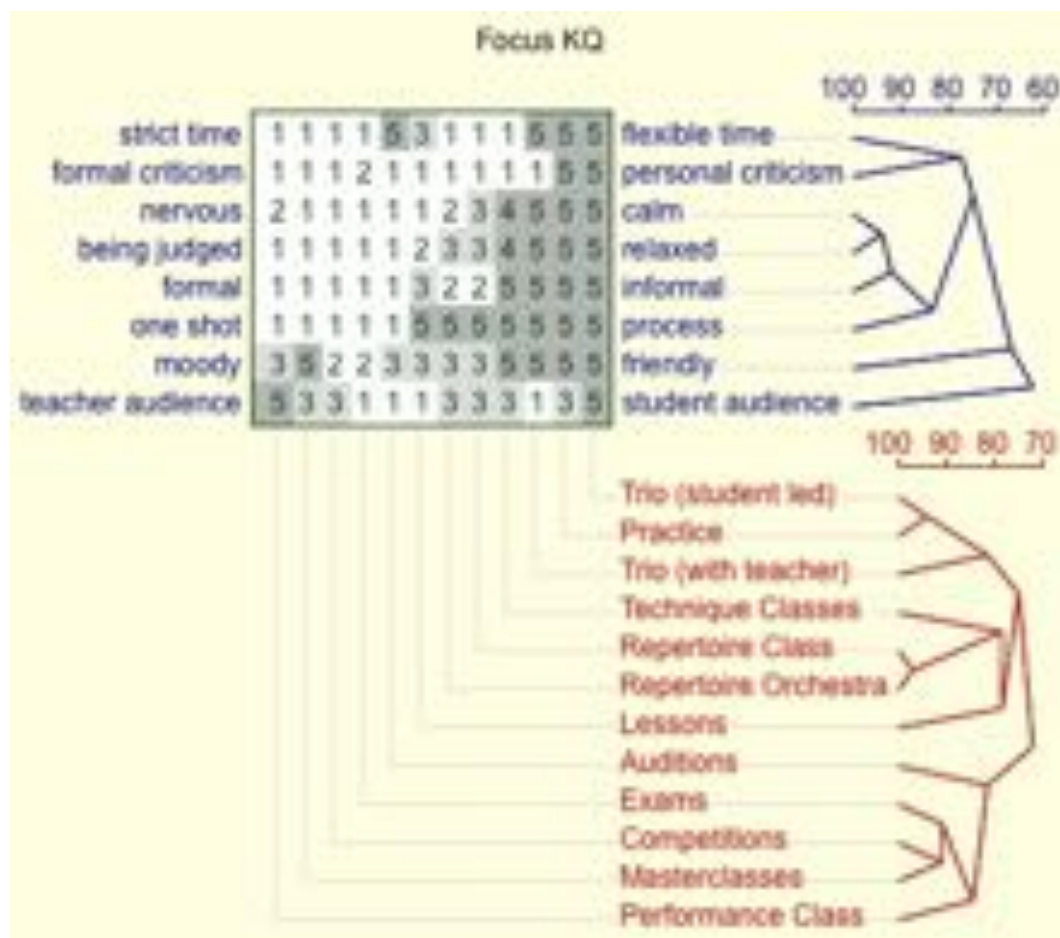 Focus KQ
100 90 80 70 60
strict time 1 1 1 1 5 3 1 1 1 5 5 5 flexible time
formal criticism 1 1 1 2 1 1 1 1 1 1 5 5 personal criticism
nervous 2 1 1 1 1 1 2 3 4 5 5 5 calm
being judged 1 1 1 1 1 2 3 3 4 5 5 5 relaxed
formal 1 1 1 1 1 3 2 2 5 5 5 5 informal
one shot 1 1 1 1 1 5 5 5 5 5 5 5 process
moody 3 5 2 2 3 3 3 3 5 5 5 5 friendly
teacher audience 5 3 3 1 1 1 3 3 3 1 3 5 student audience
100 90 80 70
Trio (student led)
Practice
Trio (with teacher)
Technique Classes
Repertoire Class
Repertoire Orchestra
Lessons
Auditions
Exams
Competitions
Masterclasses
Performance Class